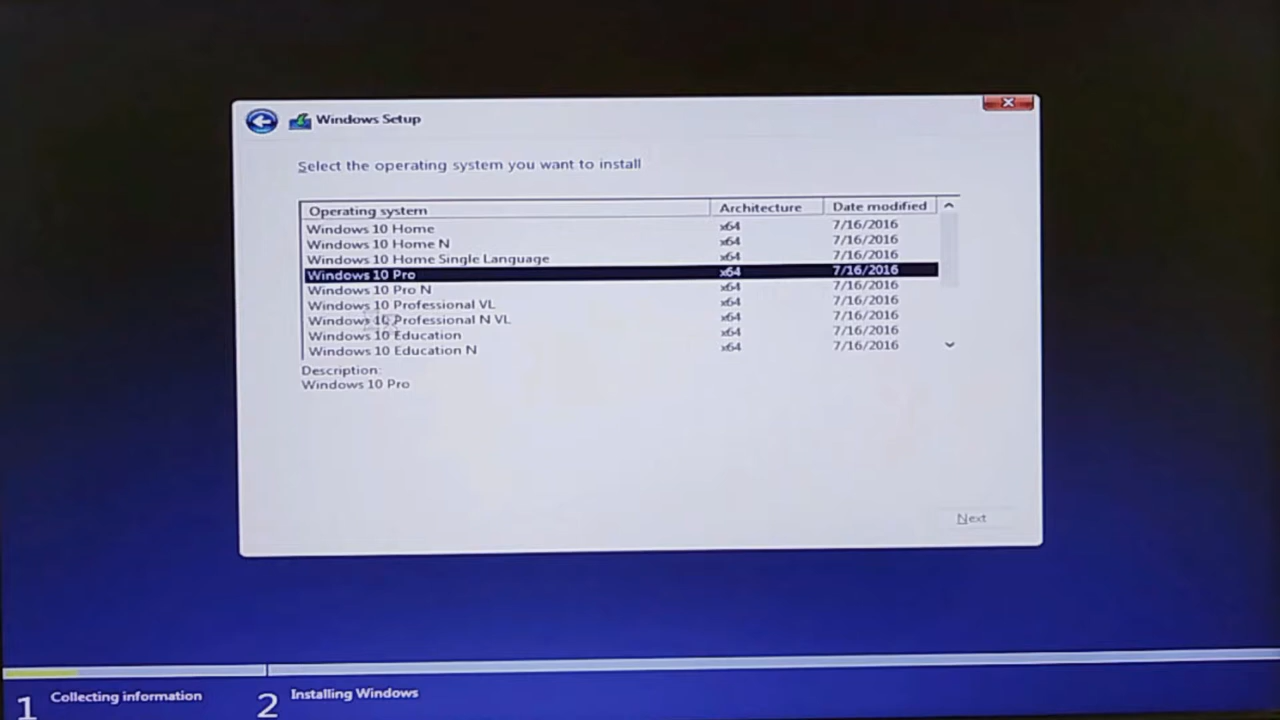 Windows Setup
Select the operating system you want to install
Operating system Architecture Date modified
Windows 10 Home x64 7/16/2016
Windows 10 Home N x64 7/16/2016
Windows 10 Home Single Language x64 7/16/2016
Windows 10 Pro x64 7/16/2016
Windows 10 Pro N x64 7/16/2016
Windows 10 Professional VL x64 7/16/2016
Windows 10 Professional N VL x64 7/16/2016
Windows 10 Education x64 7/16/2016
Windows 10 Education N x64 7/16/2016
Description:
Windows 10 Pro
Next
1 Collecting information 2 Installing Windows